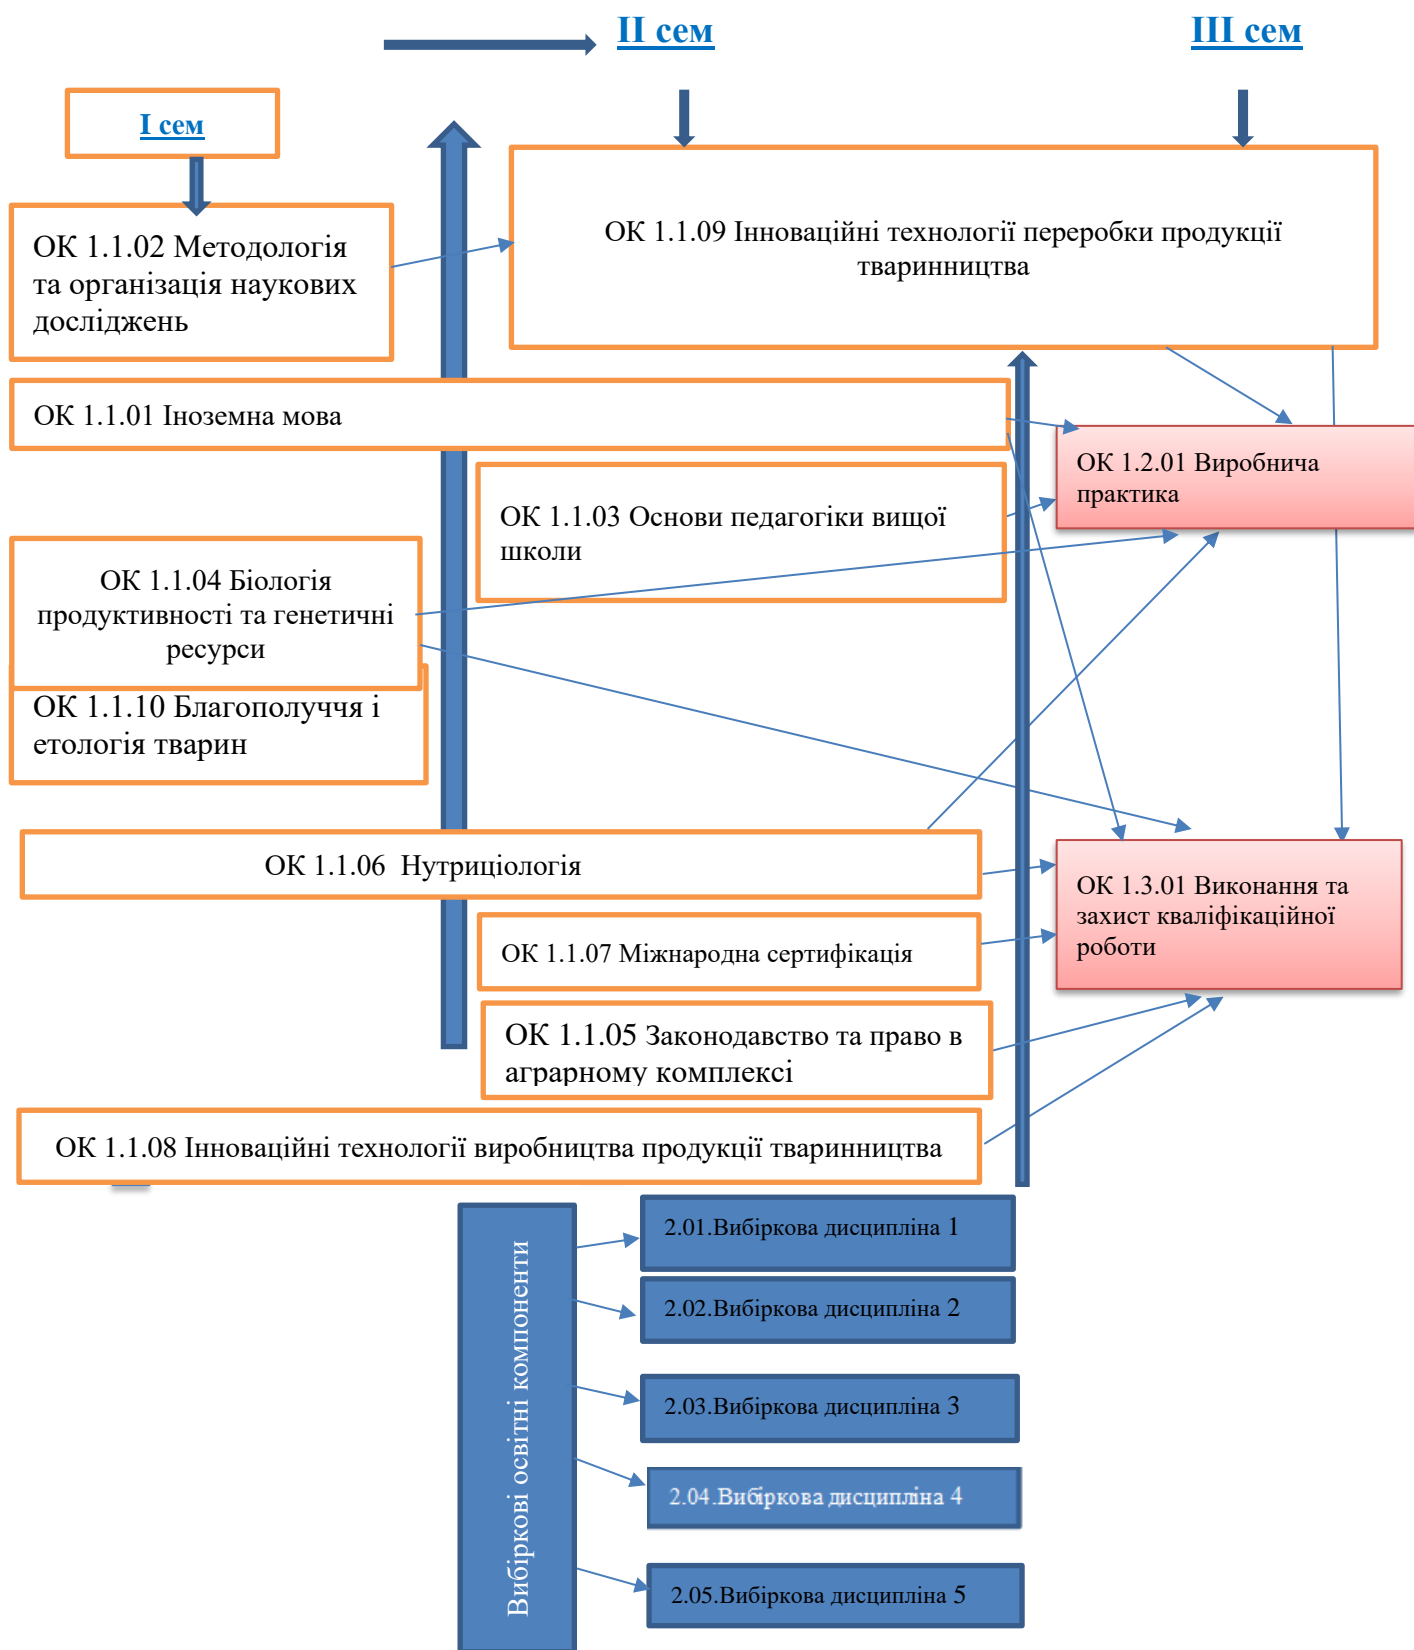 II сем
III сем
I сем
ОК 1.1.02 Методологія
та організація наукових
досліджень
ОК 1.1.09 Інноваційні технології переробки продукції
тваринництва
ОК 1.1.01 Іноземна мова
ОК 1.2.01 Виробнича
практика
ОК 1.1.03 Основи педагогіки вищої
школи
ОК 1.1.04 Біологія
продуктивності та генетичні
ресурси
ОК 1.1.10 Благополуччя і
етологія тварин
ОК 1.1.06 Нутриціологія
ОК 1.3.01 Виконання та
захист кваліфікаційної
роботи
ОК 1.1.07 Міжнародна сертифікація
ОК 1.1.05 Законодавство та право в
аграрному комплексі
ОК 1.1.08 Інноваційні технології виробництва продукції тваринництва
Вибіркові освітні компоненти
2.01.Вибіркова дисципліна 1
2.02.Вибіркова дисципліна 2
2.03.Вибіркова дисципліна 3
2.04.Вибіркова дисципліна 4
2.05.Вибіркова дисципліна 5